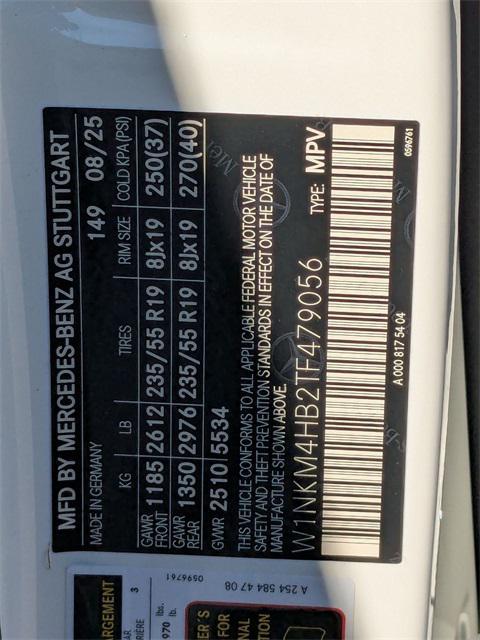 MFD BY MERCEDES-BENZ AG STUTTGART
MADE IN GERMANY 149 08/25
KG LB TIRES RIM SIZE COLD KPA (PSI)
GAWR FRONT 1185 2612 235/55 R19 8Jx19 250(37)
GAWR REAR 1350 2976 235/55 R19 8Jx19 270(40)
GVWR 2510 5534
THIS VEHICLE CONFORMS TO ALL APPLICABLE FEDERAL MOTOR VEHICLE
SAFETY AND THEFT PREVENTION STANDARDS IN EFFECT ON THE DATE OF
MANUFACTURE SHOWN ABOVE.
W1NKM4HB2TF479056 TYPE: MPV
A 000 817 54 04
0596761
0596761
A 254 584 47 08
3
970 lb.
FOR